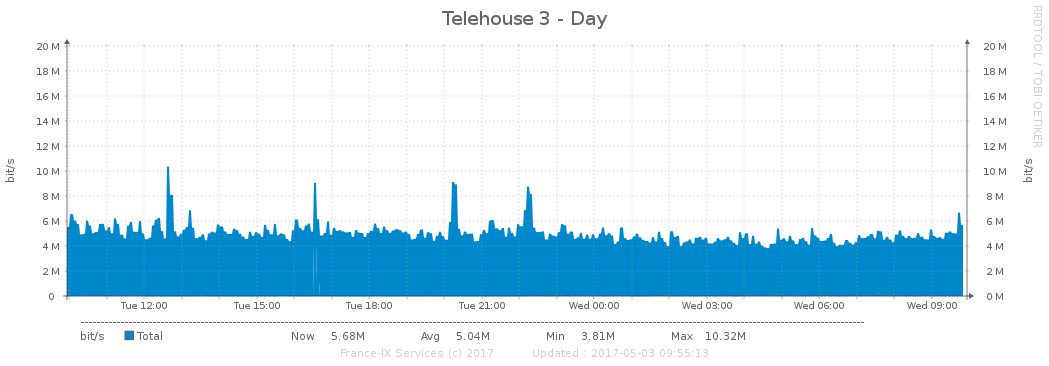 Telehouse 3 - Day
RRDTOOL / TOBI OETIKER
bit/s
bit/s
20 M 20 M
18 M 18 M
16 M 16 M
14 M 14 M
12 M 12 M
10 M 10 M
8 M 8 M
6 M 6 M
4 M 4 M
2 M 2 M
0 0 M
Tue 12:00 Tue 15:00 Tue 18:00 Tue 21:00 Wed 00:00 Wed 03:00 Wed 06:00 Wed 09:00
bit/s Total Now 5.68M Avg 5.04M Min 3.81M Max 10.32M
France-IX Services (c) 2017 Updated : 2017-05-03 09:55:13